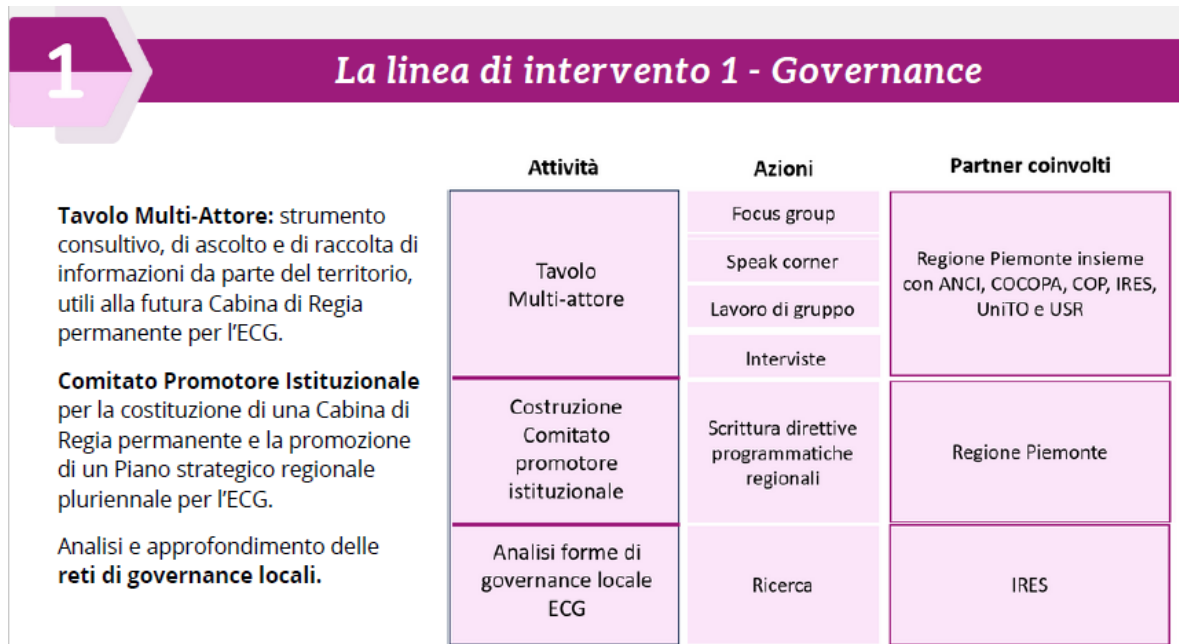 1
La linea di intervento 1 - Governance
Tavolo Multi-Attore: strumento
consultivo, di ascolto e di raccolta di
informazioni da parte del territorio,
utili alla futura Cabina di Regia
permanente per l'ECG.
Comitato Promotore Istituzionale
per la costituzione di una Cabina di
Regia permanente e la promozione
di un Piano strategico regionale
pluriennale per l'ECG.
Analisi e approfondimento delle
reti di governance locali.
Attività
Azioni
Partner coinvolti
Tavolo
Multi-attore
Focus group
Speak corner
Lavoro di gruppo
Interviste
Regione Piemonte insieme
con ANCI, COCOPA, COP, IRES,
UniTO e USR
Costruzione
Comitato
promotore
istituzionale
Scrittura direttive
programmatiche
regionali
Regione Piemonte
Analisi forme di
governance locale
ECG
Ricerca
IRES